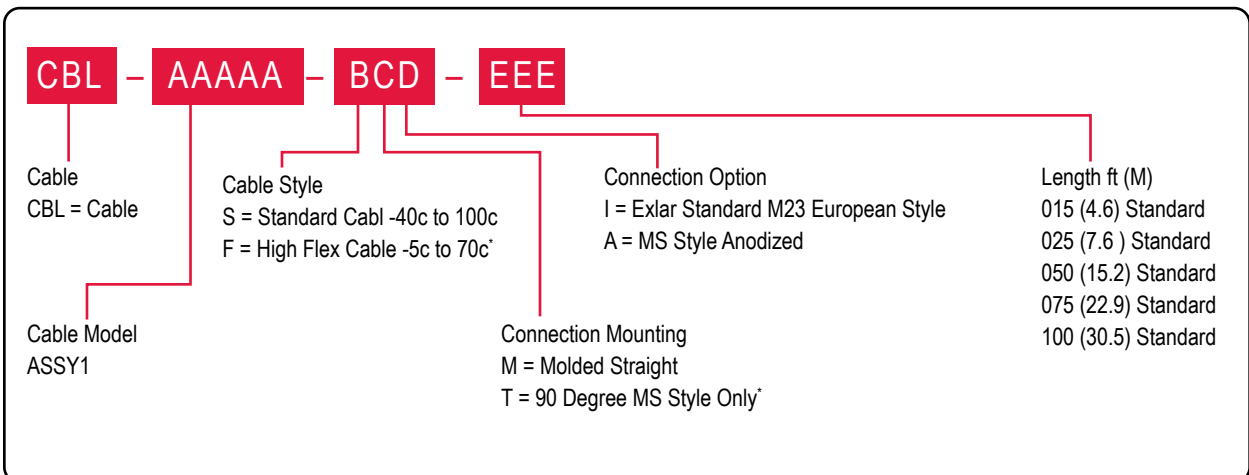 CBL – AAAAA – BCD – EEE
Cable
CBL = Cable
Cable Model
ASSY1
Cable Style
S = Standard Cabl -40c to 100c
F = High Flex Cable -5c to 70c*
Connection Mounting
M = Molded Straight
T = 90 Degree MS Style Only*
Connection Option
I = Exlar Standard M23 European Style
A = MS Style Anodized
Length ft (M)
015 (4.6) Standard
025 (7.6 ) Standard
050 (15.2) Standard
075 (22.9) Standard
100 (30.5) Standard